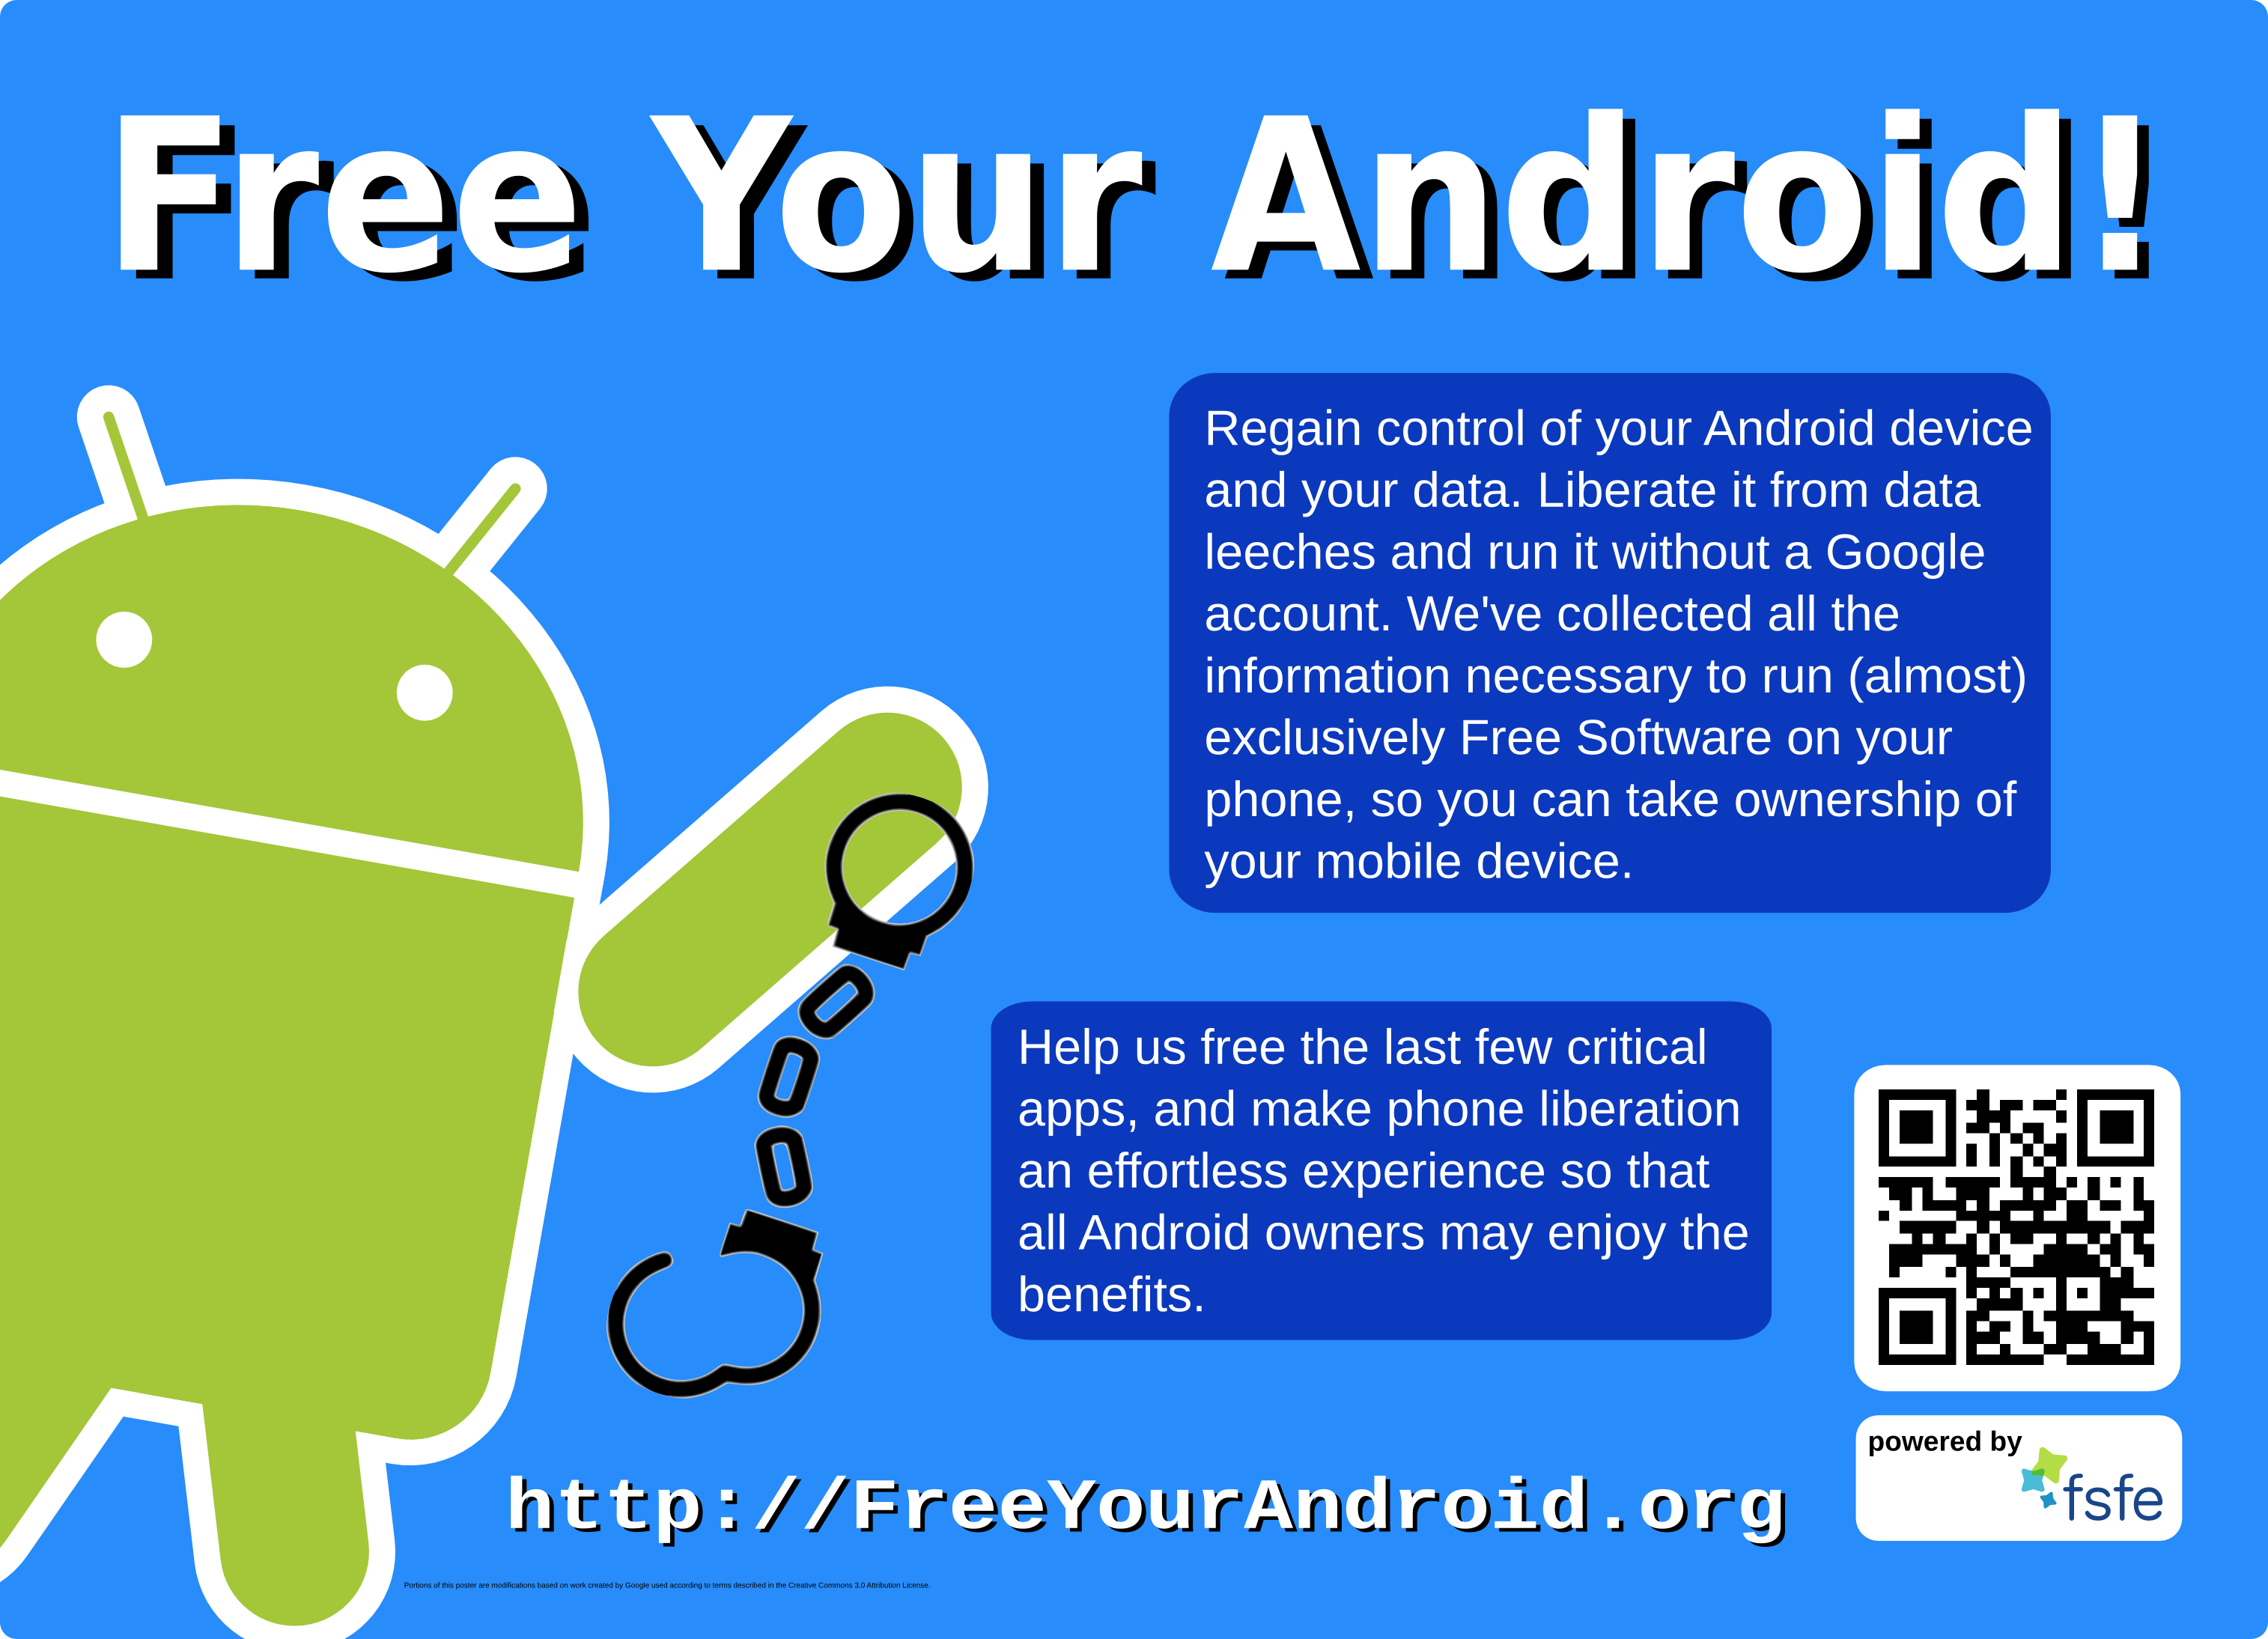 Free Your Android!
Regain control of your Android device
and your data. Liberate it from data
leeches and run it without a Google
account. We've collected all the
information necessary to run (almost)
exclusively Free Software on your
phone, so you can take ownership of
your mobile device.
Help us free the last few critical
apps, and make phone liberation
an effortless experience so that
all Android owners may enjoy the
benefits.
powered by
fsfe
http://FreeYourAndroid.org
Portions of this poster are modifications based on work created by Google used according to terms described in the Creative Commons 3.0 Attribution License.